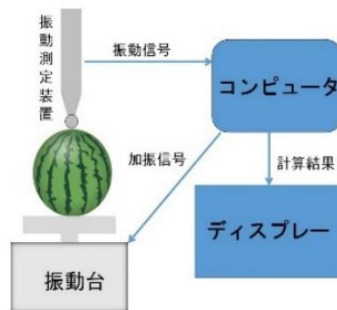 振動測定装置
振動信号
コンピュータ
加振信号
計算結果
ディスプレー
振動台